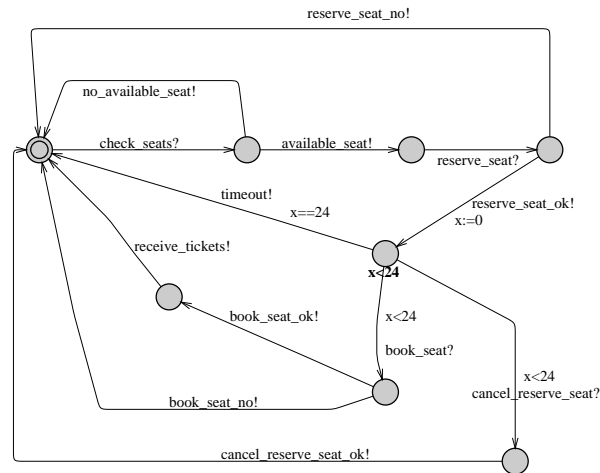 reserve_seat_no!
no_available_seat!
check_seats?
available_seat!
reserve_seat?
timeout!
x==24
reserve_seat_ok!
x:=0
receive_tickets!
x<24
book_seat_ok!
x<24
book_seat?
x<24
cancel_reserve_seat?
book_seat_no!
cancel_reserve_seat_ok!